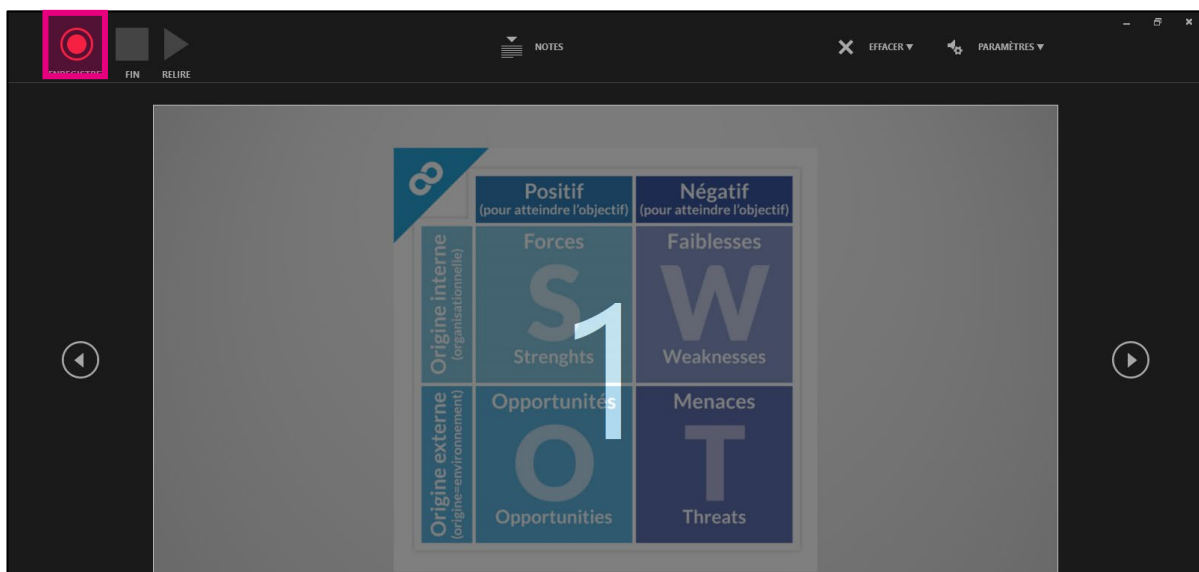 ENREGISTRE
FIN
RELIRE
NOTES
EFFACER
PARAMÈTRES
Positif
(pour atteindre l'objectif)
Négatif
(pour atteindre l'objectif)
Origine interne
(organisationnelle)
Forces
S
Strenghts
Faiblesses
W
Weaknesses
1
Origine externe
(origine=environnement)
Opportunités
O
Opportunities
Menaces
T
Threats